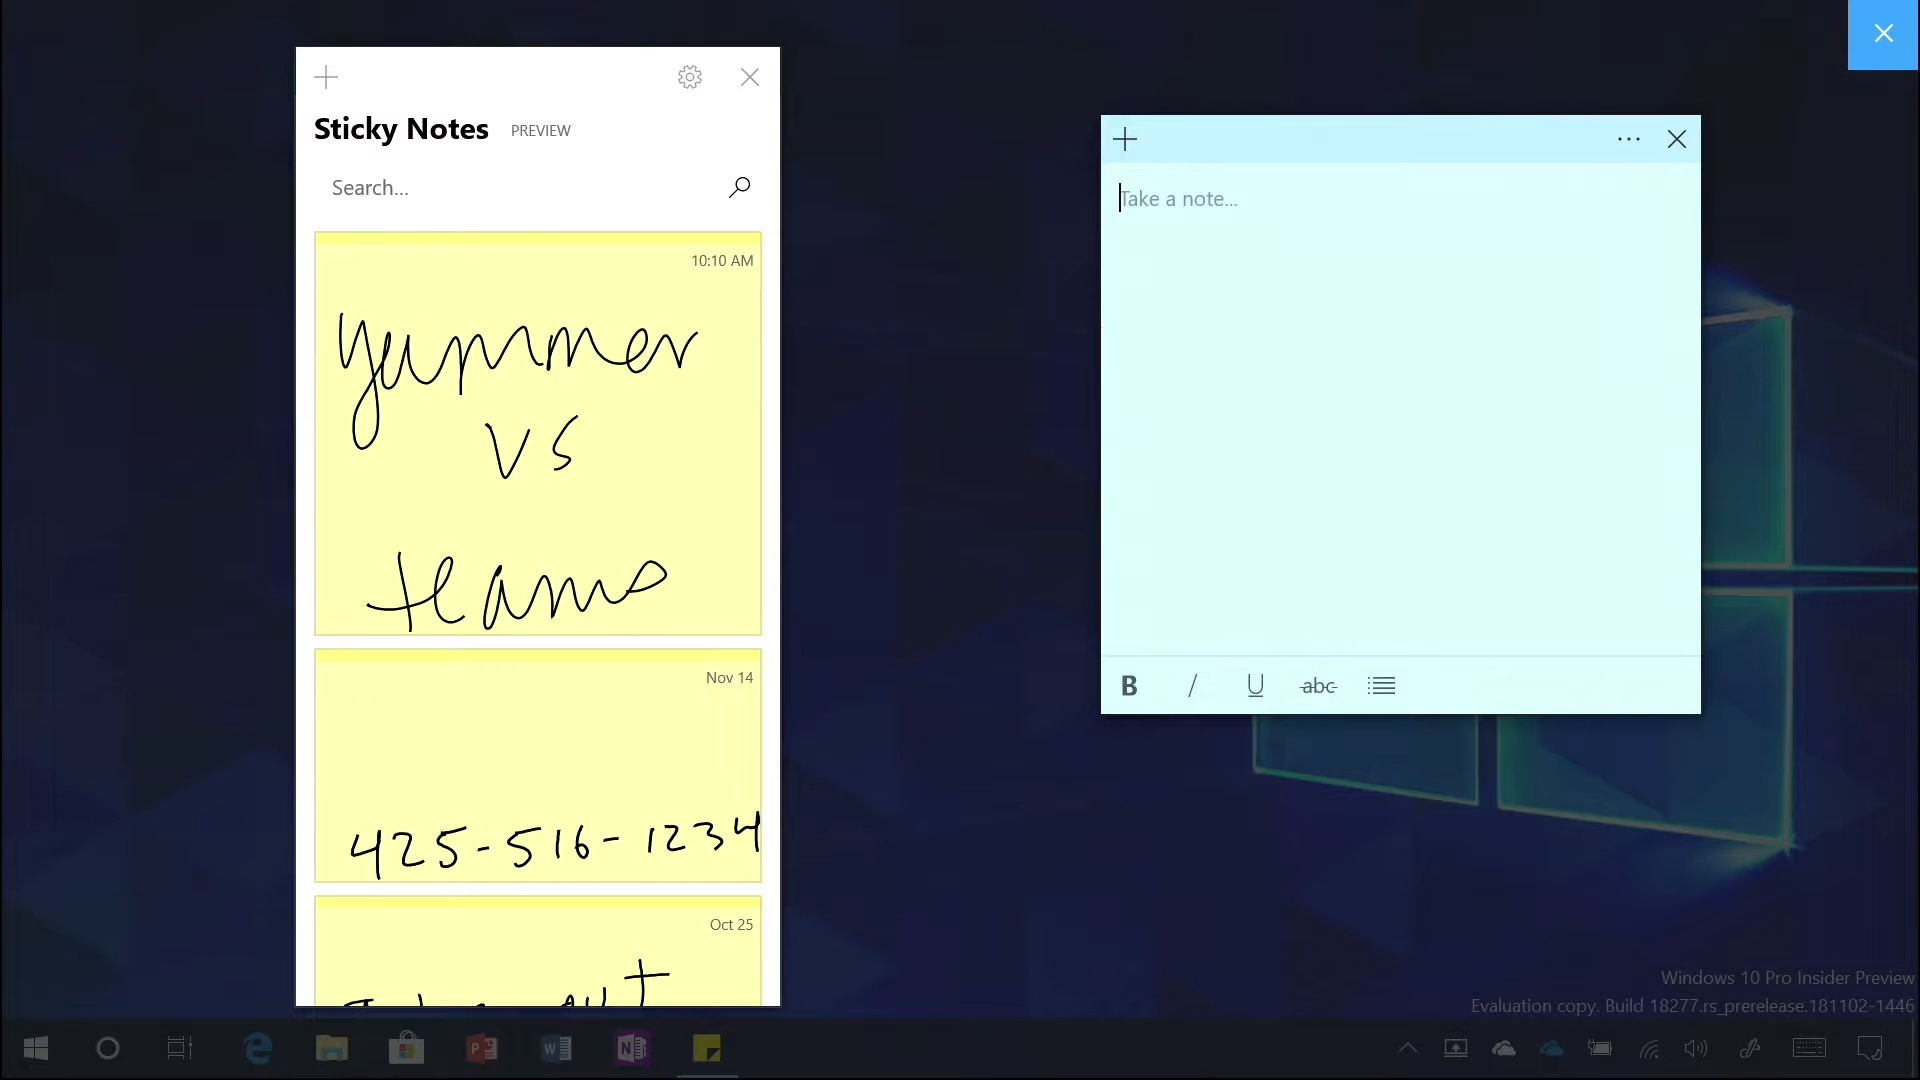 Sticky Notes PREVIEW
Search...
10:10 AM
yammer
vs
teams
Nov 14
425-516-1234
Oct 25
Take a note...
B / U abc
Windows 10 Pro Insider Preview
Evaluation copy. Build 18277.rs_prerelease.181102-1446